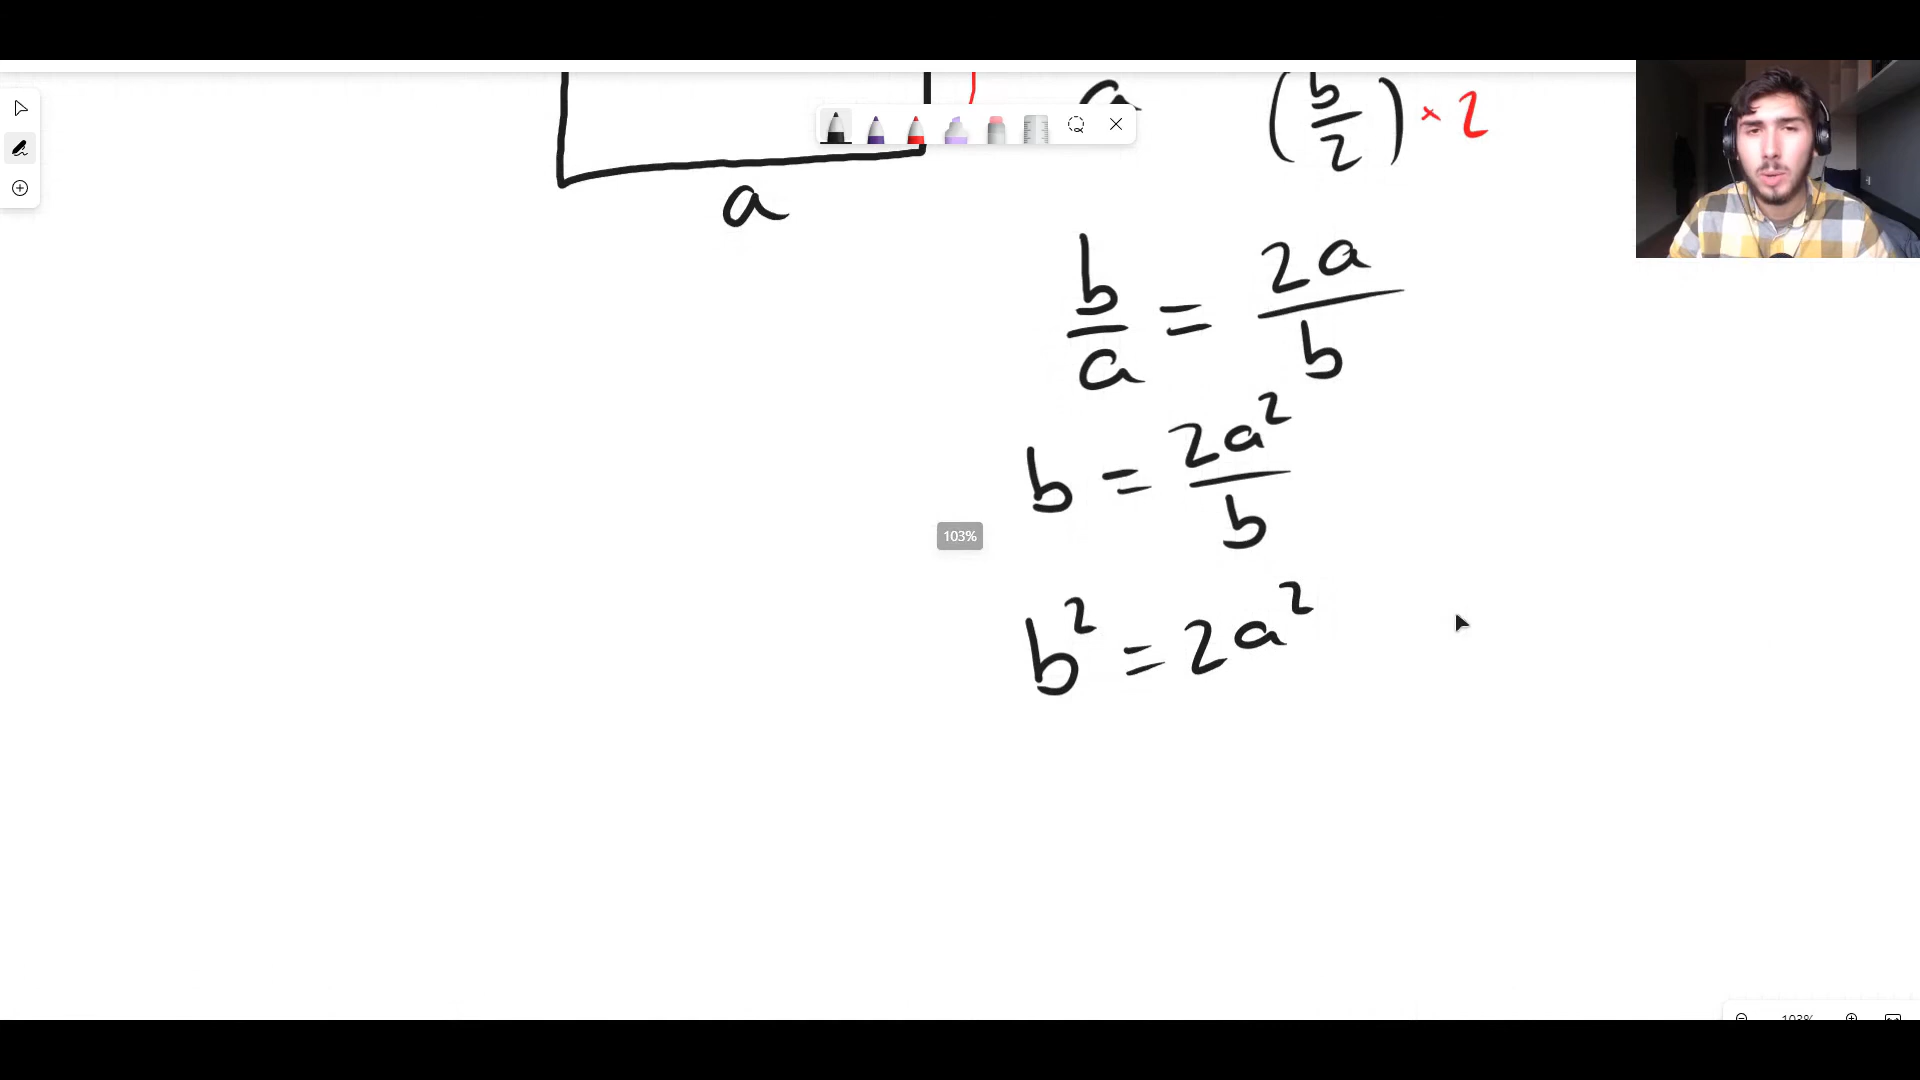 a (b/2) × 2
a
b/a = 2a/b
b = 2a²/b
103%
b² = 2a²